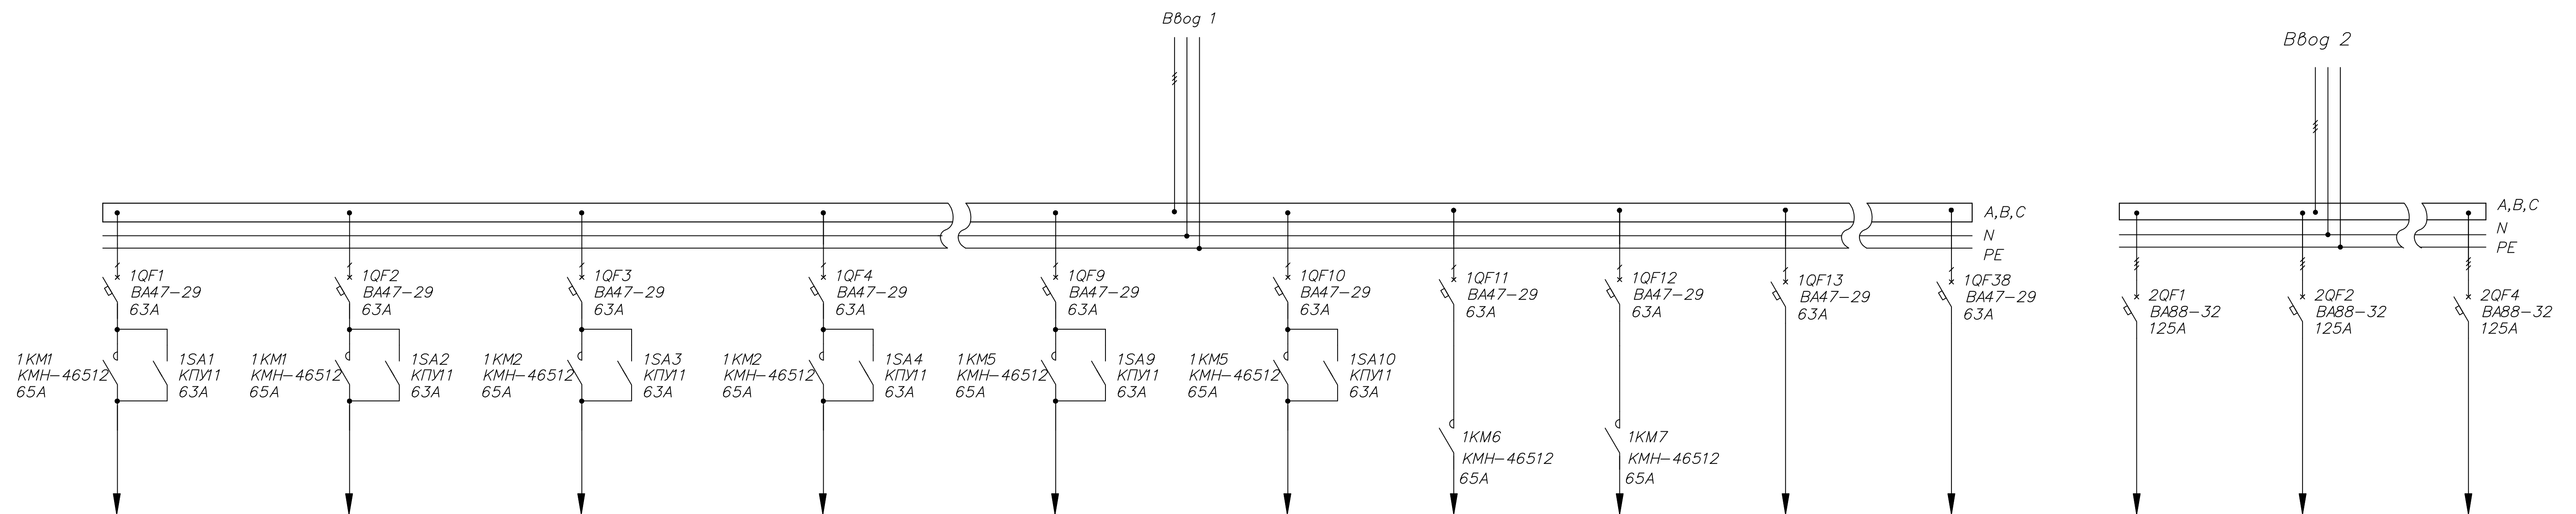 Ввод 1
Ввод 2
A,B,C
N
PE
A,B,C
N
PE
1QF1
ВА47-29
63А
1QF2
ВА47-29
63А
1QF3
ВА47-29
63А
1QF4
ВА47-29
63А
1QF9
ВА47-29
63А
1QF10
ВА47-29
63А
1QF11
ВА47-29
63А
1QF12
ВА47-29
63А
1QF13
ВА47-29
63А
1QF38
ВА47-29
63А
2QF1
ВА88-32
125А
2QF2
ВА88-32
125А
2QF4
ВА88-32
125А
1КМ1
КМН-46512
65А
1SA1
КПУ11
63А
1КМ1
КМН-46512
65А
1SA2
КПУ11
63А
1КМ2
КМН-46512
65А
1SA3
КПУ11
63А
1КМ2
КМН-46512
65А
1SA4
КПУ11
63А
1КМ5
КМН-46512
65А
1SA9
КПУ11
63А
1КМ5
КМН-46512
65А
1SA10
КПУ11
63А
1КМ6
КМН-46512
65А
1КМ7
КМН-46512
65А